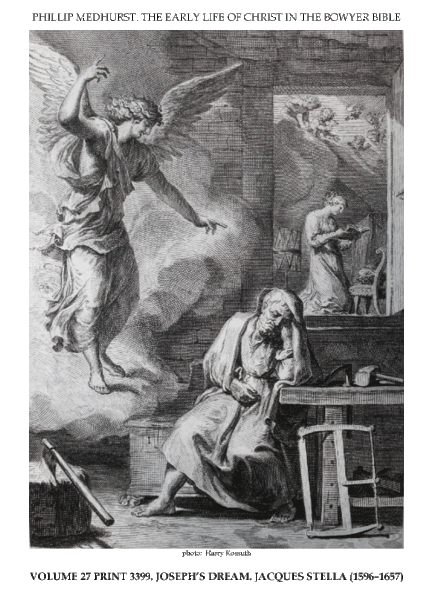 PHILLIP MEDHURST. THE EARLY LIFE OF CHRIST IN THE BOWYER BIBLE
photo: Harry Kossuth
VOLUME 27 PRINT 3399. JOSEPH'S DREAM. JACQUES STELLA (1596–1657)